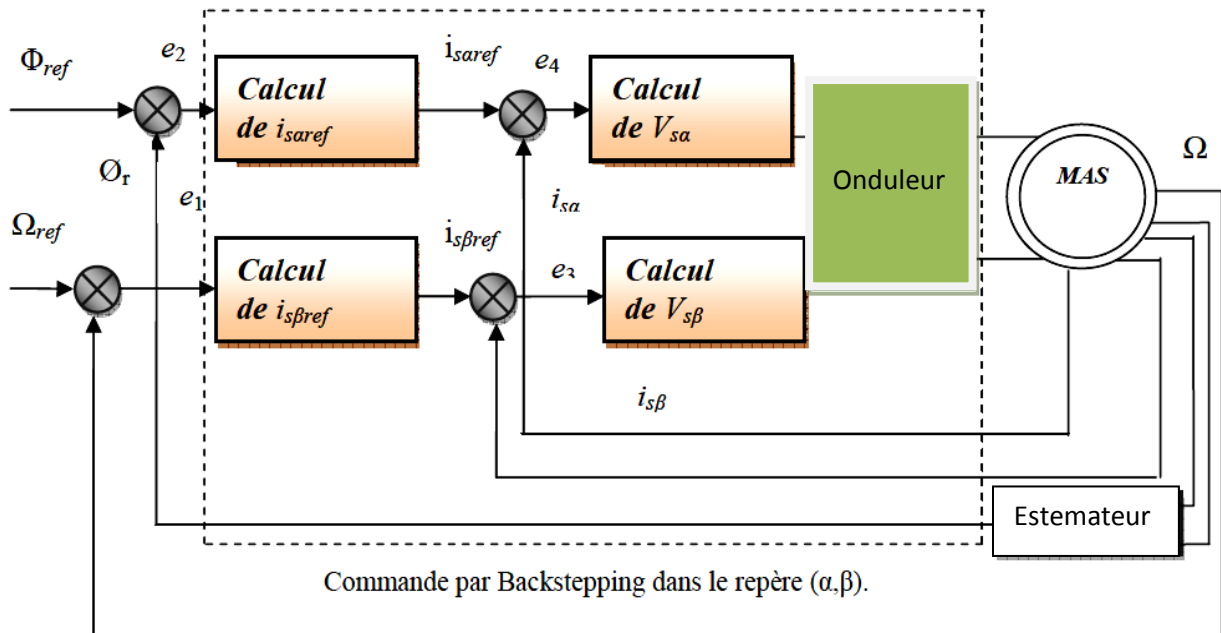 Φref
e2
Calcul
de isαref
isαref
e4
Calcul
de Vsα
Onduleur
MAS
Ω
Ør
e1
Ωref
Calcul
de isβref
isβref
isα
e3
Calcul
de Vsβ
isβ
Estemateur
Commande par Backstepping dans le repère (α,β).